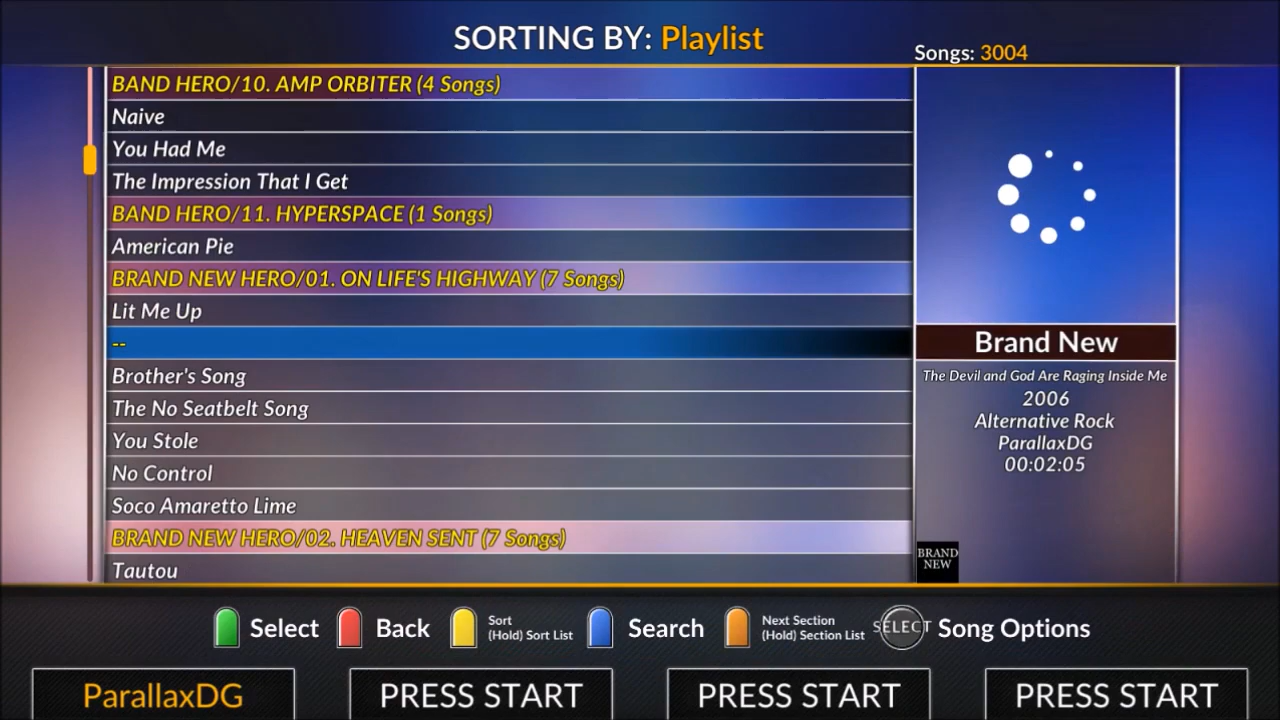 SORTING BY: Playlist
Songs: 3004
BAND HERO/10. AMP ORBITER (4 Songs)
Naive
You Had Me
The Impression That I Get
BAND HERO/11. HYPERSPACE (1 Songs)
American Pie
BRAND NEW HERO/01. ON LIFE'S HIGHWAY (7 Songs)
Lit Me Up
--
Brother's Song
The No Seatbelt Song
You Stole
No Control
Soco Amaretto Lime
BRAND NEW HERO/02. HEAVEN SENT (7 Songs)
Tautou
Brand New
The Devil and God Are Raging Inside Me
2006
Alternative Rock
ParallaxDG
00:02:05
BRAND
NEW
Select
Back
Sort
(Hold) Sort List
Search
Next Section
(Hold) Section List
SELECT
Song Options
ParallaxDG
PRESS START
PRESS START
PRESS START